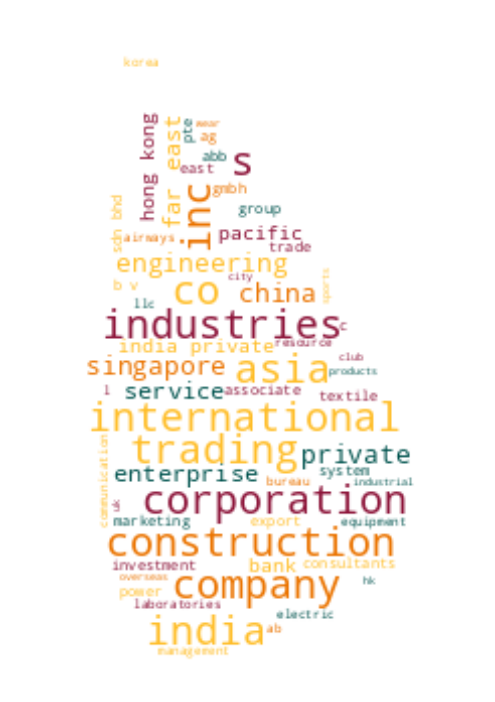 korea
hong kong
far east
pte
wear
ag
abb
s
east
gmbh
inc
group
sdn bhd
airways
pacific
trade
engineering
city
sports
b v
co
china
llc
industries
c
india private
resource
singapore
asia
club
products
l
service
associate
textile
international
trading
private
communication
enterprise
system
bureau
industrial
uk
corporation
marketing
export
equipment
construction
investment
bank
consultants
overseas
company
hk
power
laboratories
electric
india
ab
management